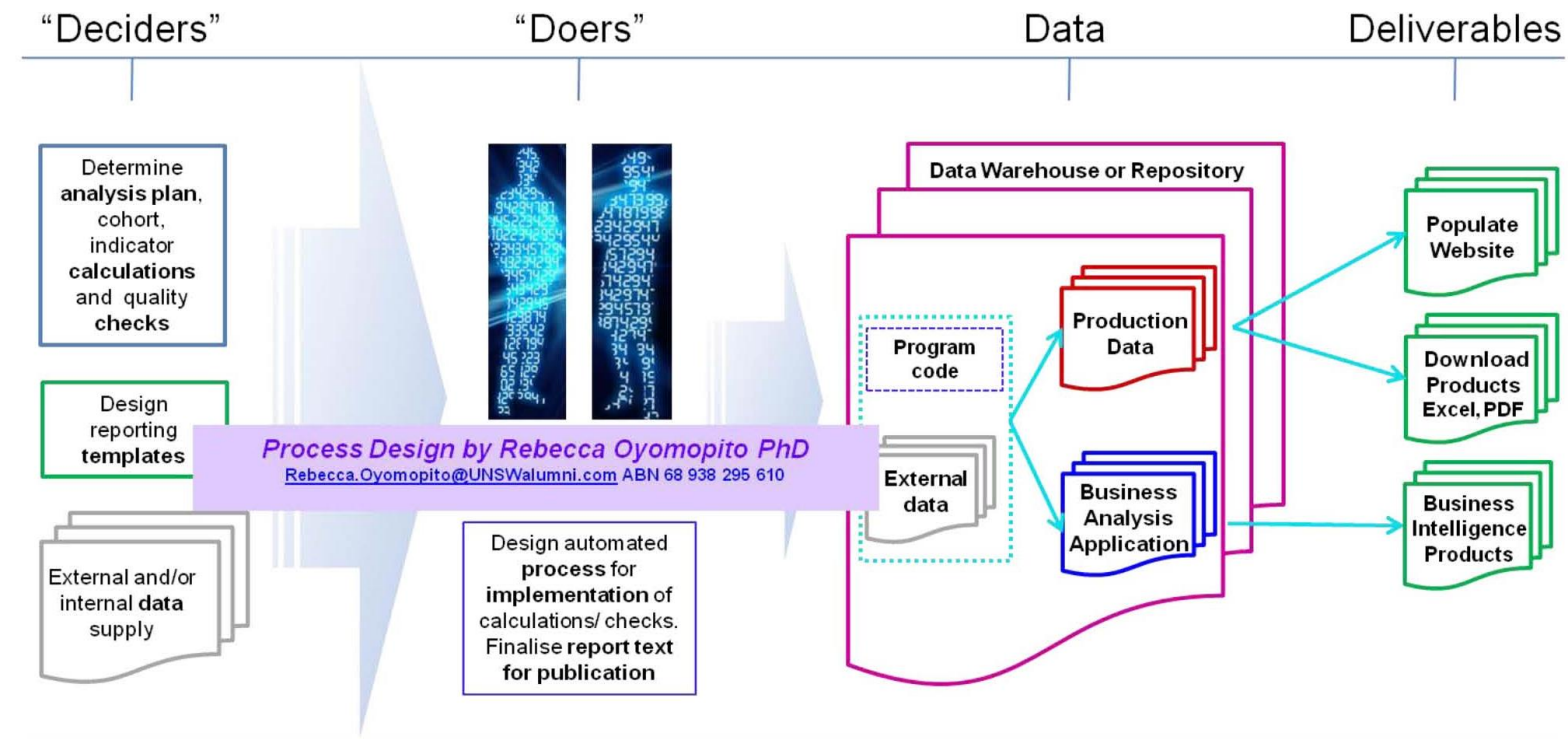 “Deciders”
“Doers”
Data
Deliverables
Determine
analysis plan,
cohort,
indicator
calculations
and quality
checks
Design
reporting
templates
External and/or
internal data
supply
Process Design by Rebecca Oyomopito PhD
Rebecca.Oyomopito@UNSWalumni.com ABN 68 938 295 610
Design automated
process for
implementation of
calculations/ checks.
Finalise report text
for publication
Data Warehouse or Repository
Program
code
External
data
Production
Data
Business
Analysis
Application
Populate
Website
Download
Products
Excel, PDF
Business
Intelligence
Products